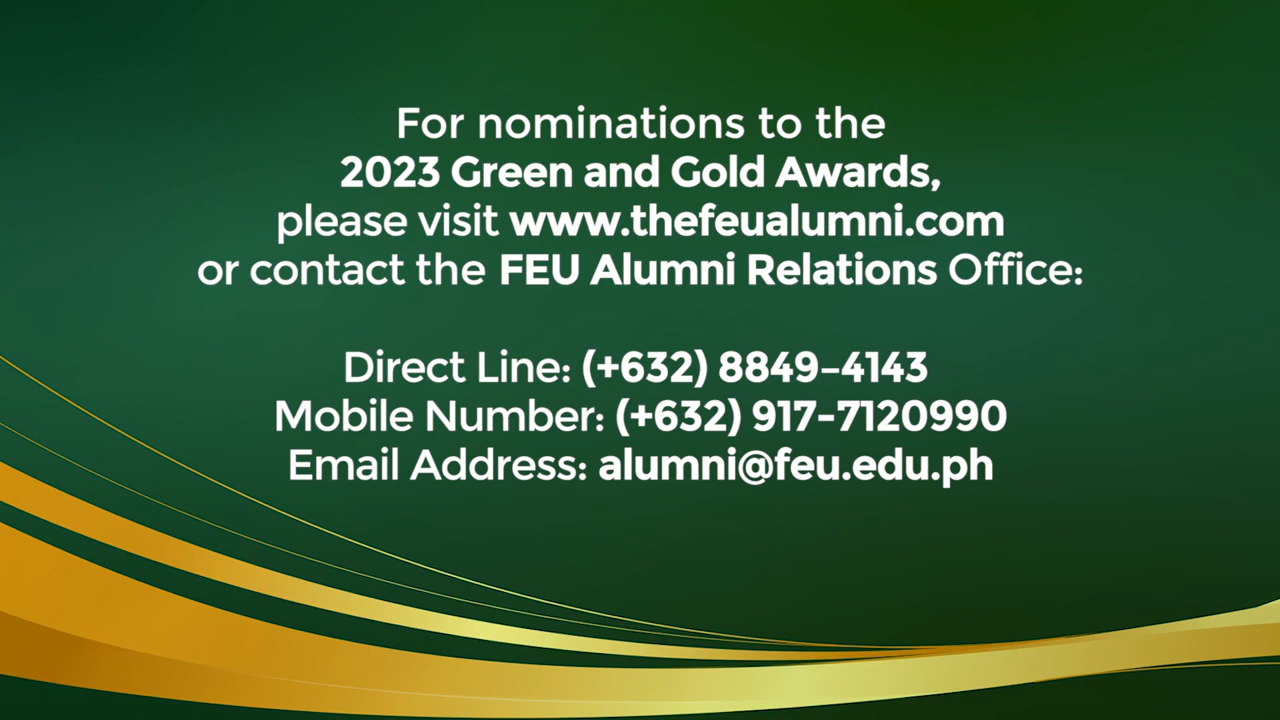 For nominations to the
2023 Green and Gold Awards,
please visit www.thefeualumni.com
or contact the FEU Alumni Relations Office:
Direct Line: (+632) 8849-4143
Mobile Number: (+632) 917-7120990
Email Address: alumni@feu.edu.ph